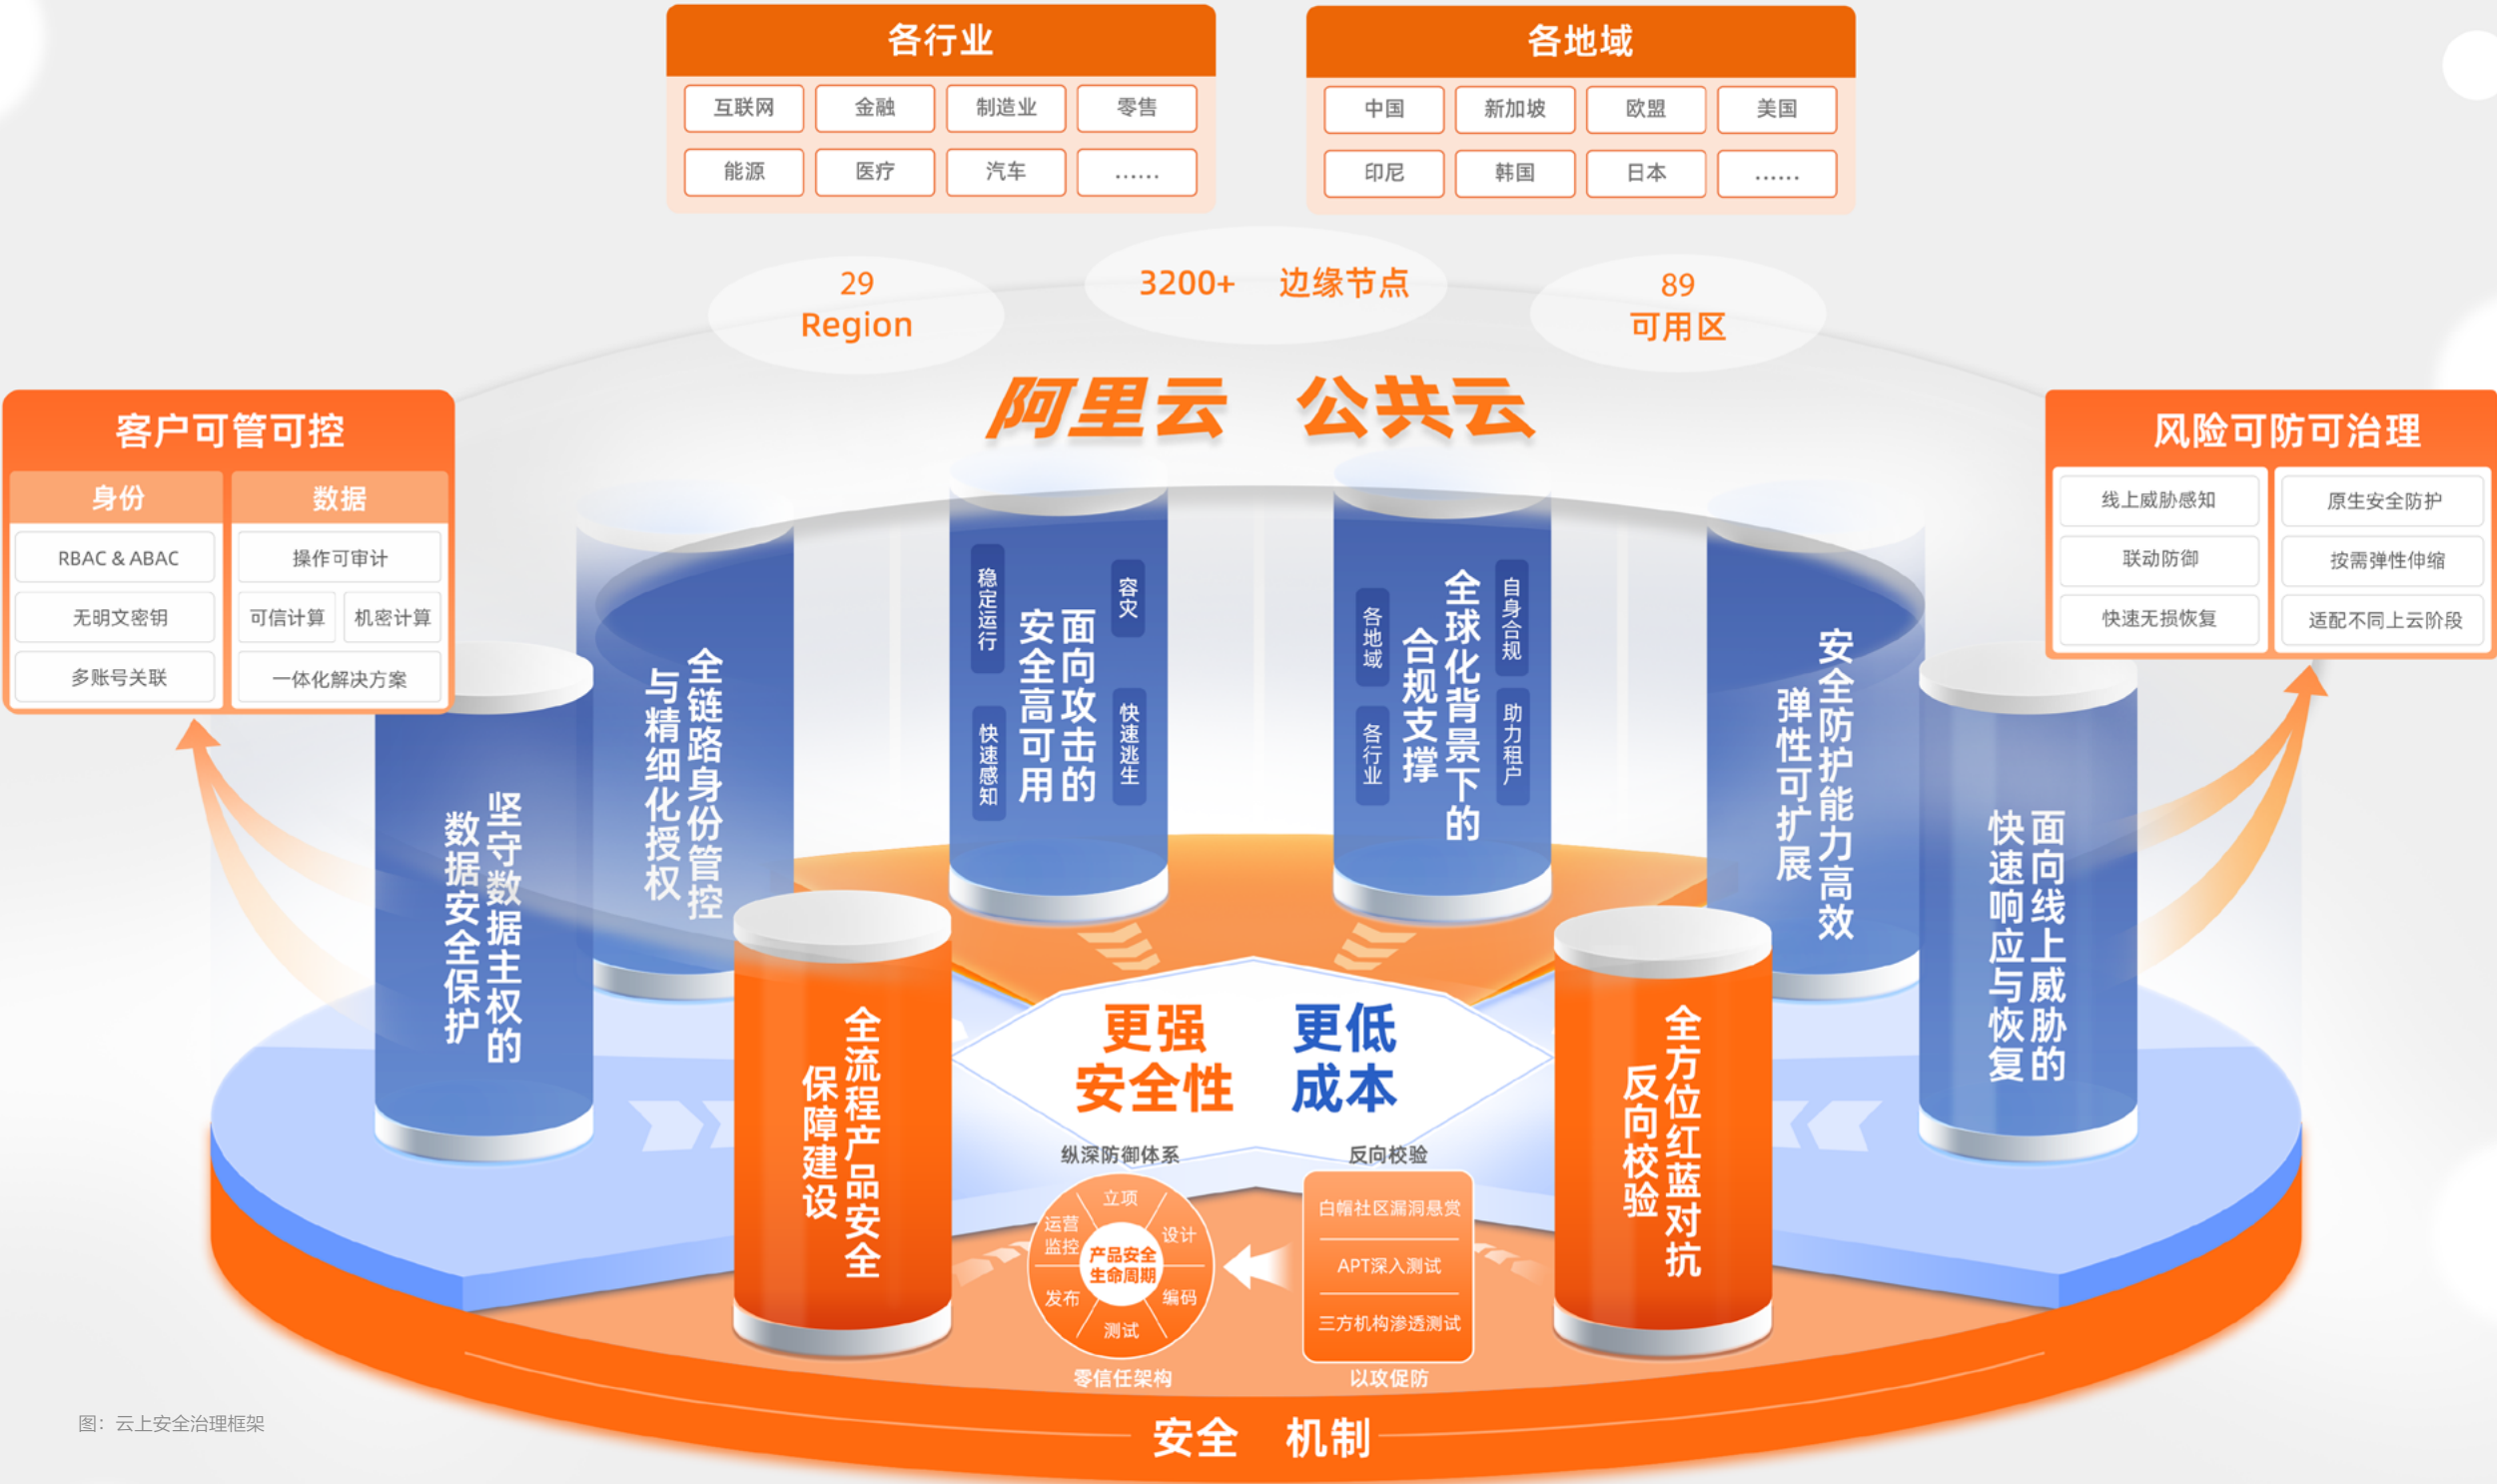 各行业
互联网 金融 制造业 零售
能源 医疗 汽车 ......
各地域
中国 新加坡 欧盟 美国
印尼 韩国 日本 ......
29
Region
3200+ 边缘节点
89
可用区
阿里云 公共云
客户可管可控
身份
RBAC & ABAC
无明文密钥
多账号关联
数据
操作可审计
可信计算 机密计算
一体化解决方案
风险可防可治理
线上威胁感知
联动防御
快速无损恢复
原生安全防护
按需弹性伸缩
适配不同上云阶段
坚守数据主权的
数据安全保护
全链路身份管控
与精细化授权
稳定运行
快速感知
面向攻击的
安全高可用
容灾
快速逃生
各地域
各行业
全球化背景下的
合规支撑
自身合规
助力租户
安全防护能力高效
弹性可扩展
面向线上威胁的
快速响应与恢复
全流程产品安全
保障建设
更强
安全性
更低
成本
全方位红蓝对抗
反向校验
纵深防御体系
立项
设计
编码
测试
发布
运营
监控
产品安全
生命周期
零信任架构
反向校验
白帽社区漏洞悬赏
APT深入测试
三方机构渗透测试
以攻促防
安全 机制
图：云上安全治理框架